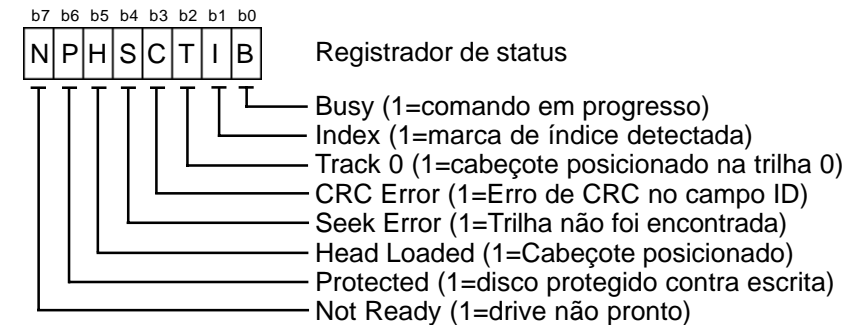 b7 b6 b5 b4 b3 b2 b1 b0
N P H S C T I B Registrador de status
Busy (1=comando em progresso)
Index (1=marca de índice detectada)
Track 0 (1=cabeçote posicionado na trilha 0)
CRC Error (1=Erro de CRC no campo ID)
Seek Error (1=Trilha não foi encontrada)
Head Loaded (1=Cabeçote posicionado)
Protected (1=disco protegido contra escrita)
Not Ready (1=drive não pronto)